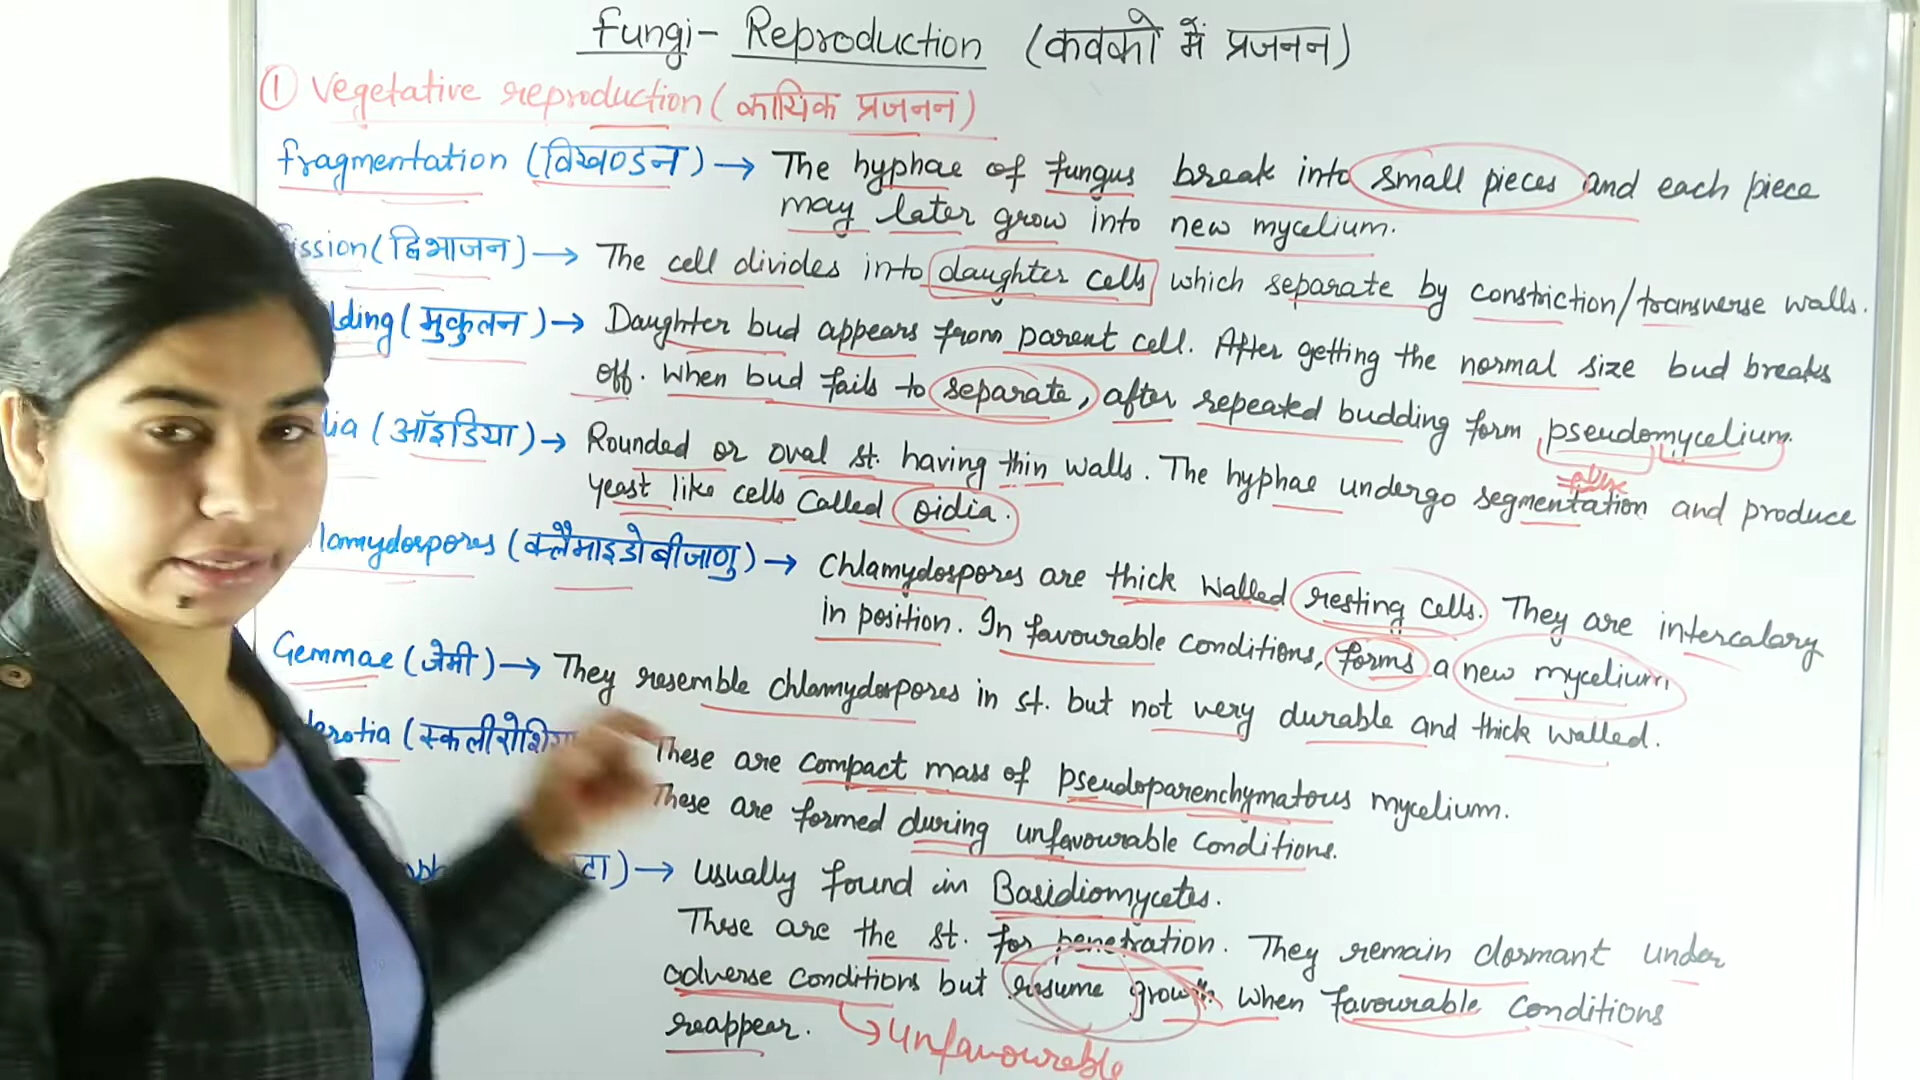 Fungi- Reproduction (कवको में प्रजनन)
① Vegetative reproduction (कायिक प्रजनन)
Fragmentation (विखण्डन) → The hyphae of fungus break into small pieces and each piece
may later grow into new mycelium.
ission (द्विभाजन) → The cell divides into daughter cells which separate by constriction/transverse walls.
lding (मुकुलन) → Daughter bud appears from parent cell. After getting the normal size bud breaks
off. When bud fails to separate, after repeated budding form pseudomycelium.
dia (ऑइडिया) → Rounded or oval st. having thin walls. The hyphae undergo segmentation and produce
yeast like cells called oidia.
lamydospores (क्लैमाइडोबीजाणु) → Chlamydospores are thick walled resting cells. They are intercalary
in position. In favourable conditions, forms a new mycelium
Gemmae (जेमी) → They resemble chlamydospores in st. but not very durable and thick walled.
lerotia (स्कलीरोशिया These are compact mass of pseudoparenchymatous mycelium.
These are formed during unfavourable conditions.
टा) → Usually found in Basidiomycetes.
These are the st. for penetration. They remain dormant under
adverse conditions but resume growth when favourable conditions
reappear.
unfavourable